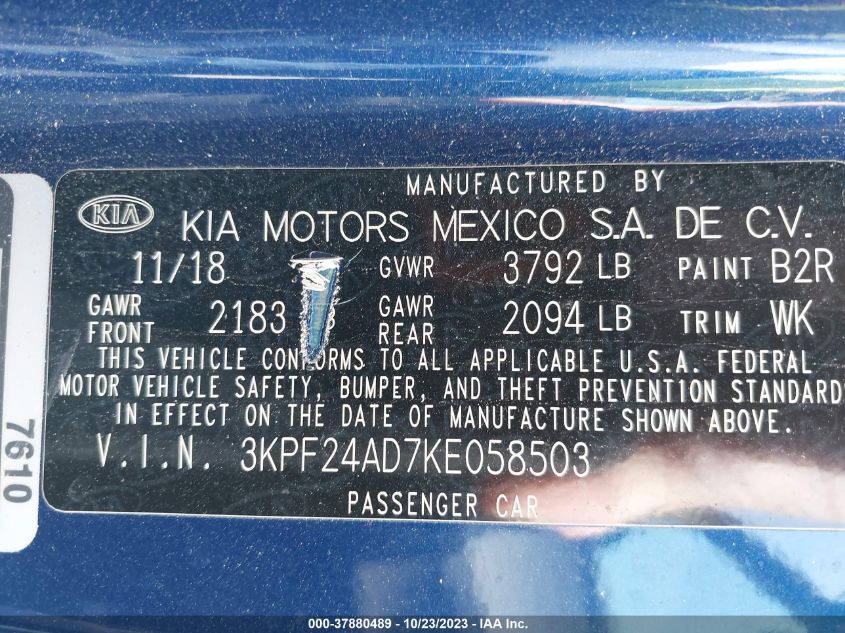 MANUFACTURED BY
KIA KIA MOTORS MEXICO S.A. DE C.V.
11/18 GVWR 3792 LB PAINT B2R
GAWR FRONT 2183 GAWR REAR 2094 LB TRIM WK
THIS VEHICLE CONFORMS TO ALL APPLICABLE U.S.A. FEDERAL
MOTOR VEHICLE SAFETY, BUMPER, AND THEFT PREVENTION STANDARD
IN EFFECT ON THE DATE OF MANUFACTURE SHOWN ABOVE.
V.I.N. 3KPF24AD7KE058503
PASSENGER CAR
7610
000-37880489 - 10/23/2023 - IAA Inc.